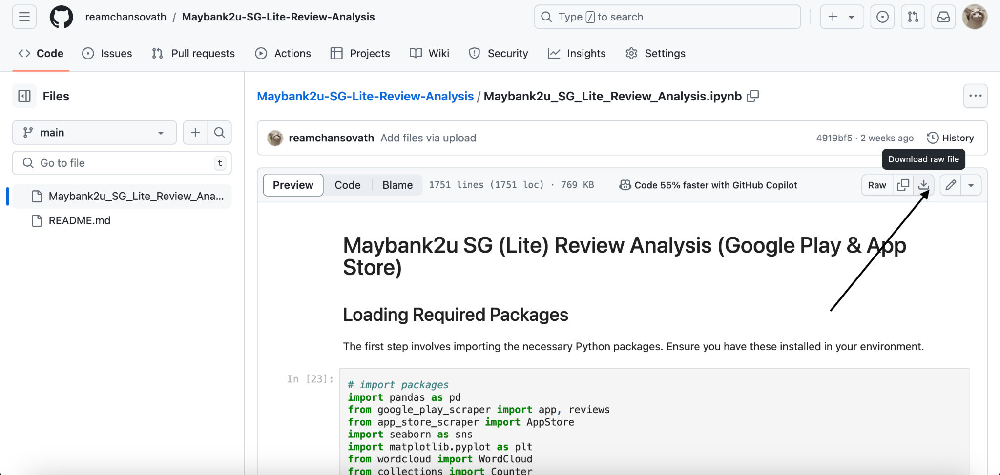 reamchansovath / Maybank2u-SG-Lite-Review-Analysis
Type / to search
Code Issues Pull requests Actions Projects Wiki Security Insights Settings
Files
main
Go to file t
Maybank2u_SG_Lite_Review_Ana...
README.md
Maybank2u-SG-Lite-Review-Analysis / Maybank2u_SG_Lite_Review_Analysis.ipynb
reamchansovath Add files via upload 4919bf5 · 2 weeks ago History
Download raw file
Preview Code Blame 1751 lines (1751 loc) · 769 KB Code 55% faster with GitHub Copilot Raw
Maybank2u SG (Lite) Review Analysis (Google Play & App
Store)
Loading Required Packages
The first step involves importing the necessary Python packages. Ensure you have these installed in your environment.
In [23]:
# import packages
import pandas as pd
from google_play_scraper import app, reviews
from app_store_scraper import AppStore
import seaborn as sns
import matplotlib.pyplot as plt
from wordcloud import WordCloud
from collections import Counter